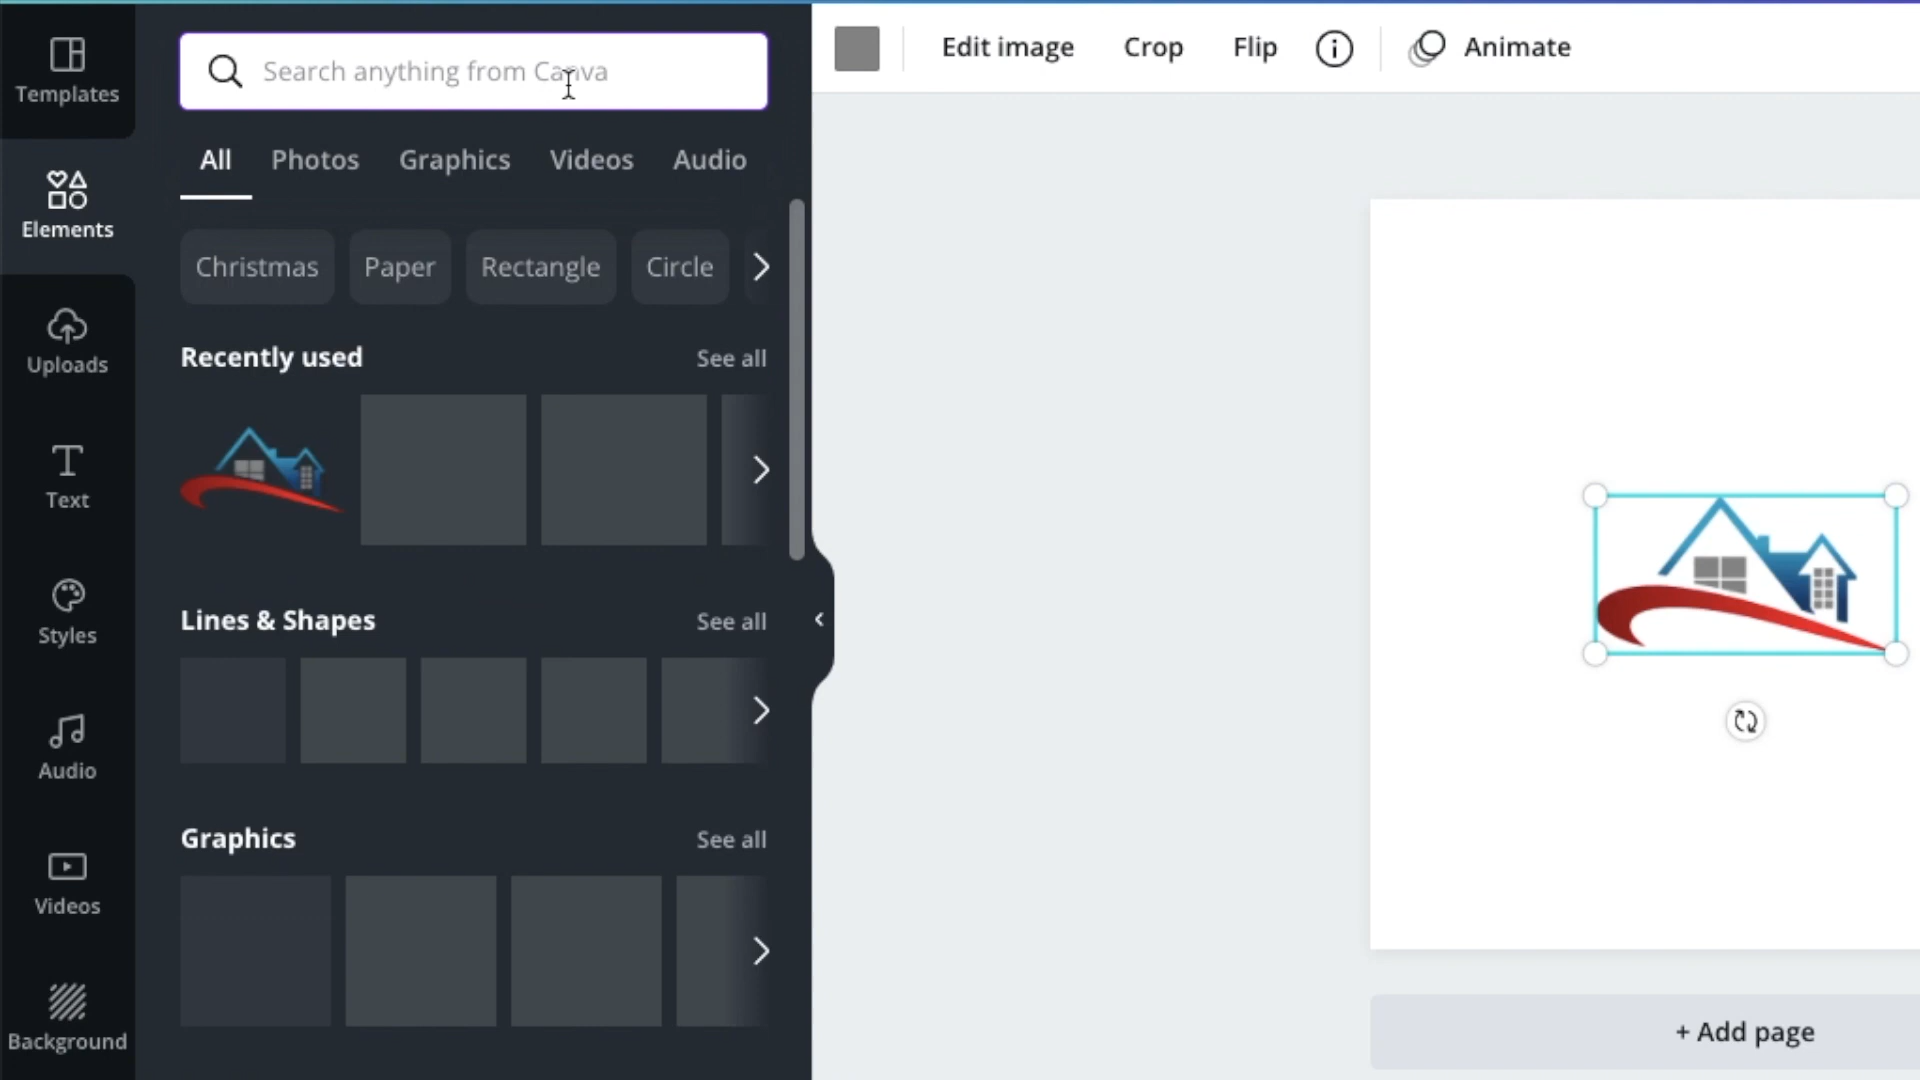 Templates
Elements
Uploads
Text
Styles
Audio
Videos
Background
Search anything from Canva
All Photos Graphics Videos Audio
Christmas Paper Rectangle Circle
Recently used See all
Lines & Shapes See all
Graphics See all
Edit image Crop Flip Animate
+ Add page